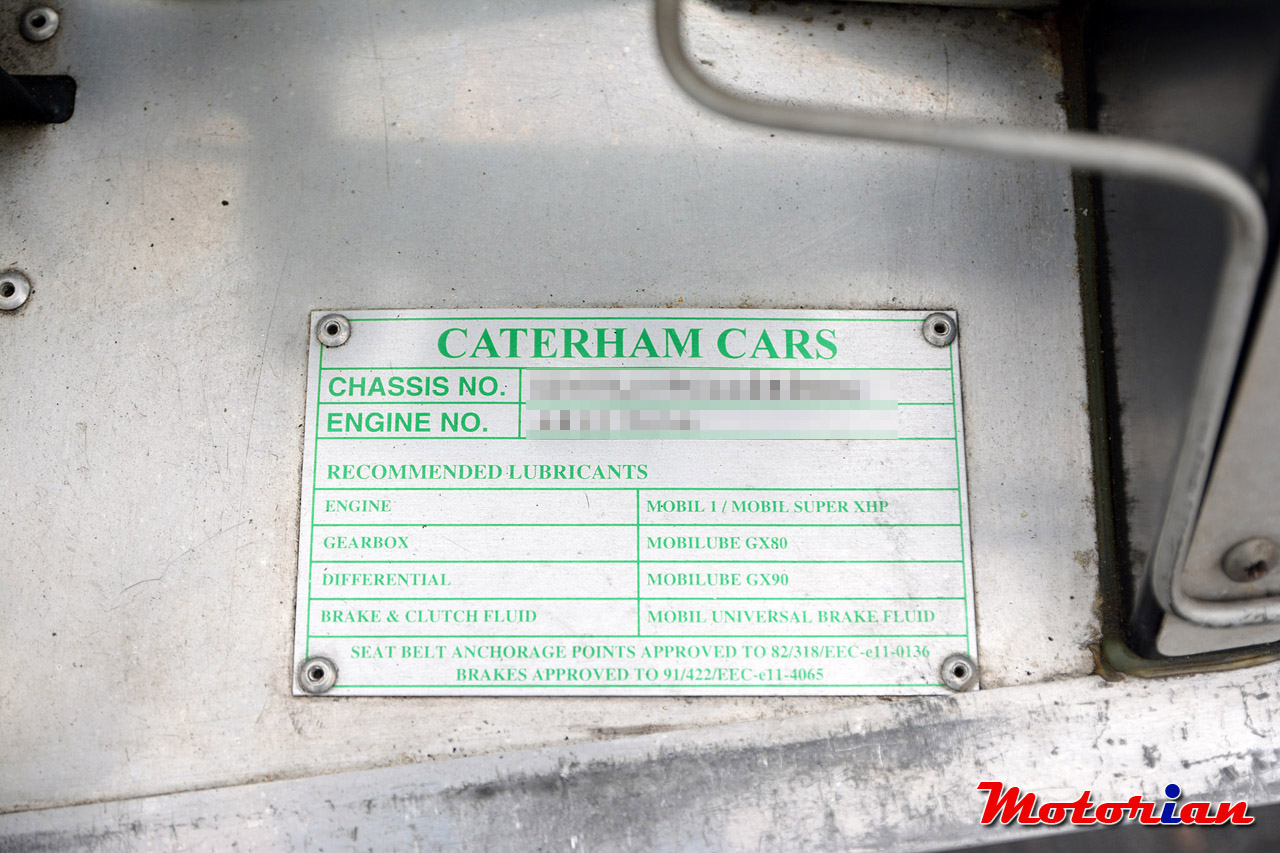 CATERHAM CARS
CHASSIS NO.
ENGINE NO.
RECOMMENDED LUBRICANTS
ENGINE MOBIL 1 / MOBIL SUPER XHP
GEARBOX MOBILUBE GX80
DIFFERENTIAL MOBILUBE GX90
BRAKE & CLUTCH FLUID MOBIL UNIVERSAL BRAKE FLUID
SEAT BELT ANCHORAGE POINTS APPROVED TO 82/318/EEC-e11-0136
BRAKES APPROVED TO 91/422/EEC-e11-4065
Motorian